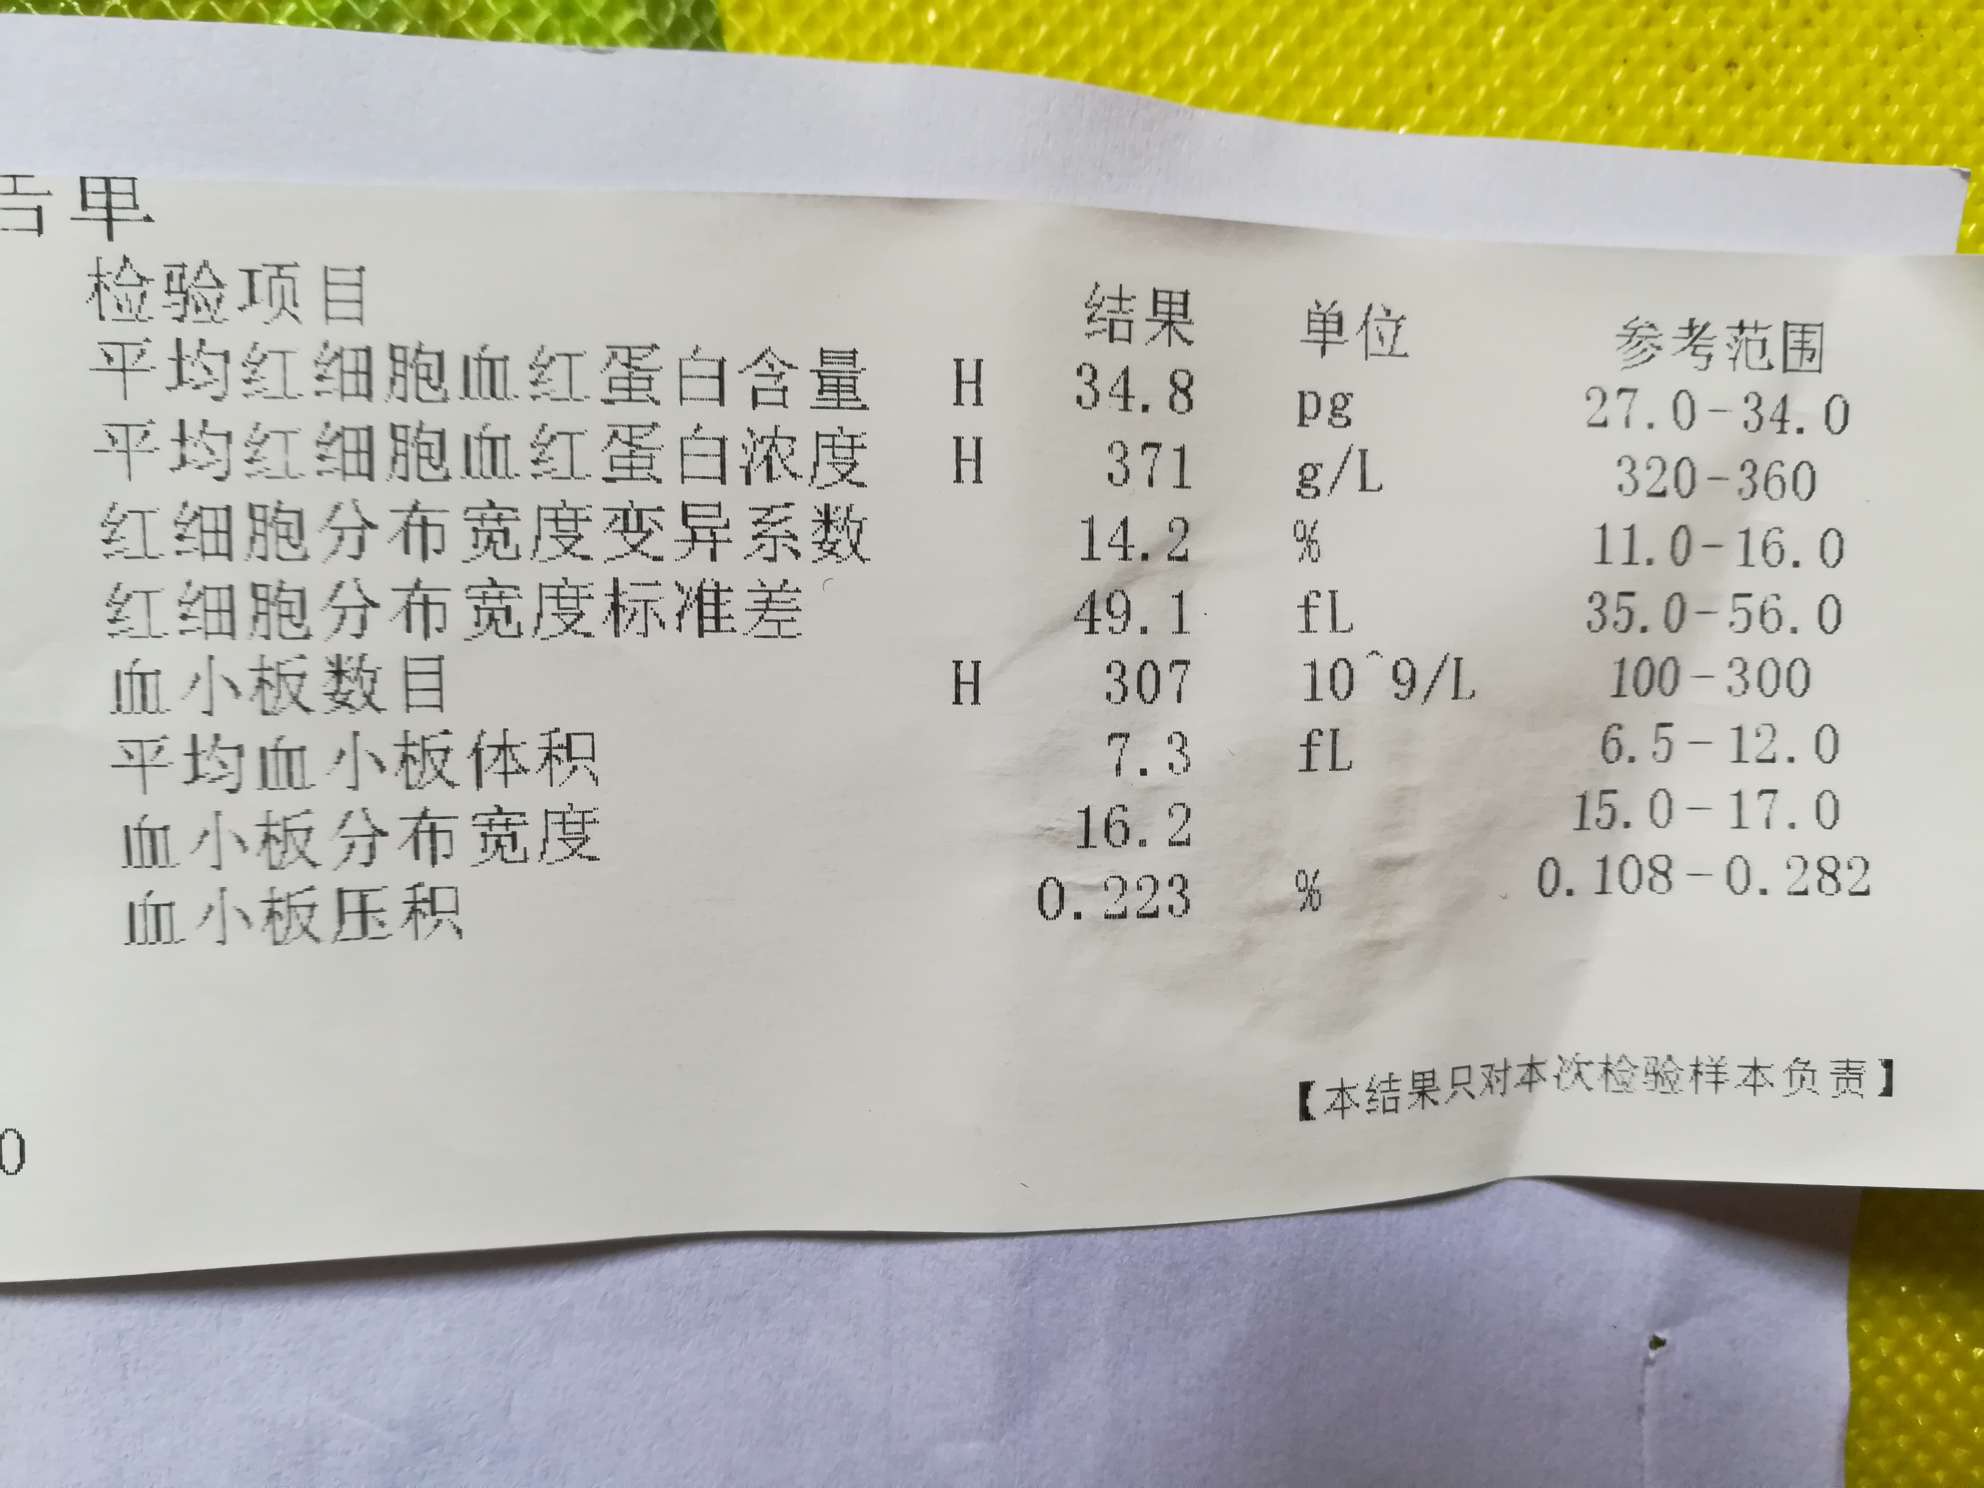 告单
检验项目 结果 单位 参考范围
平均红细胞血红蛋白含量 H 34.8 pg 27.0-34.0
平均红细胞血红蛋白浓度 H 371 g/L 320-360
红细胞分布宽度变异系数 14.2 % 11.0-16.0
红细胞分布宽度标准差 49.1 fL 35.0-56.0
血小板数目 H 307 10^9/L 100-300
平均血小板体积 7.3 fL 6.5-12.0
血小板分布宽度 16.2 15.0-17.0
血小板压积 0.223 % 0.108-0.282
【本结果只对本次检验样本负责】
0